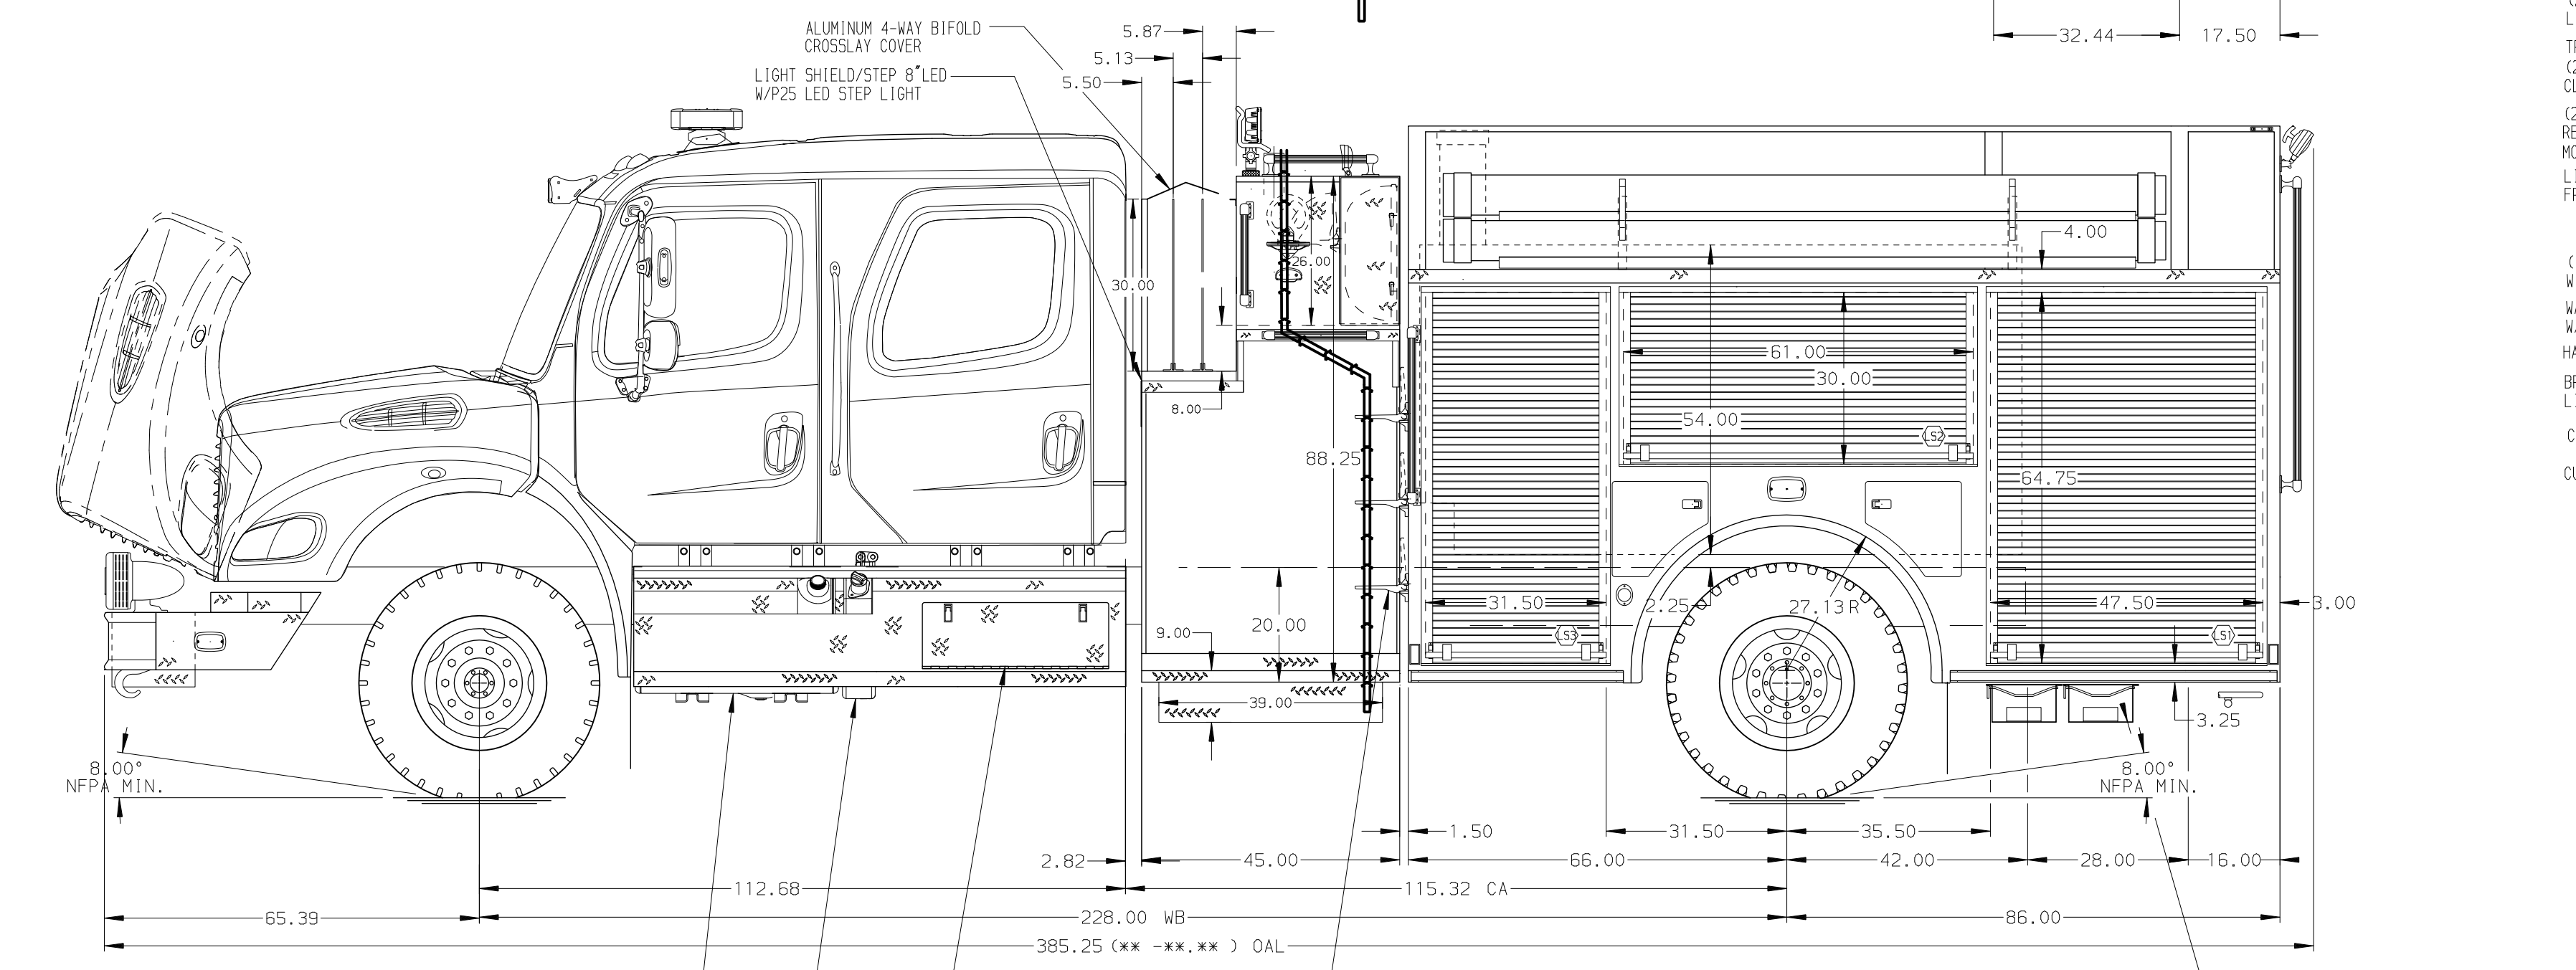 ALUMINUM 4-WAY BIFOLD
CROSSLAY COVER
LIGHT SHIELD/STEP 8"LED
W/P25 LED STEP LIGHT
5.87
5.13
5.50
32.44
17.50
4.00
26.00
30.00
61.00
30.00
8.00
54.00
88.25
LS2
64.75
31.50
2.25
27.13 R
47.50
3.00
20.00
9.00
LS3
LS1
39.00
3.25
8.00°
NFPA MIN.
8.00°
NFPA MIN.
1.50
31.50
35.50
2.82
45.00
66.00
42.00
28.00
16.00
112.68
115.32 CA
65.39
228.00 WB
86.00
385.25 (** -**.** ) OAL